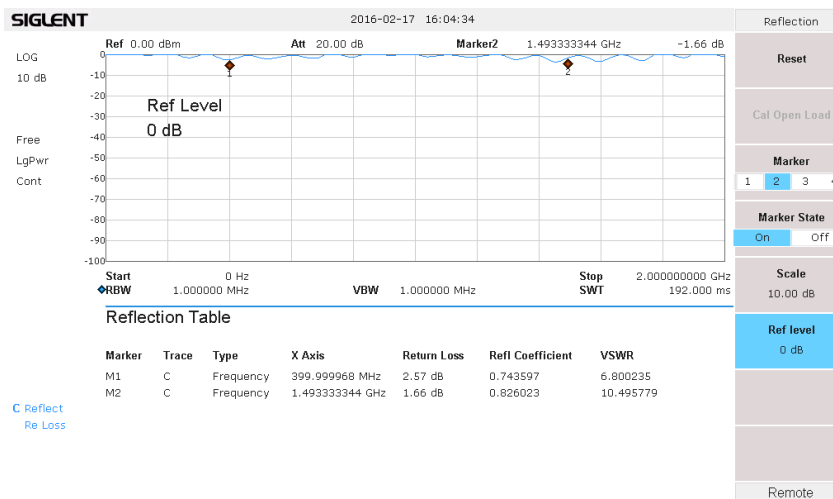 SIGLENT 2016-02-17 16:04:34 Reflection
Ref 0.00 dBm Att 20.00 dB Marker2 1.493333344 GHz -1.66 dB
LOG
10 dB
Free
LgPwr
Cont
0
-10
-20
-30
-40
-50
-60
-70
-80
-90
-100
1
2
Ref Level
0 dB
Start 0 Hz Stop 2.000000000 GHz
RBW 1.000000 MHz VBW 1.000000 MHz SWT 192.000 ms
Reflection Table
Marker Trace Type X Axis Return Loss Refl Coefficient VSWR
M1 C Frequency 399.999968 MHz 2.57 dB 0.743597 6.800235
M2 C Frequency 1.493333344 GHz 1.66 dB 0.826023 10.495779
C Reflect
Re Loss
Reset
Cal Open Load
Marker
1 2 3
Marker State
On Off
Scale
10.00 dB
Refl level
0 dB
Remote